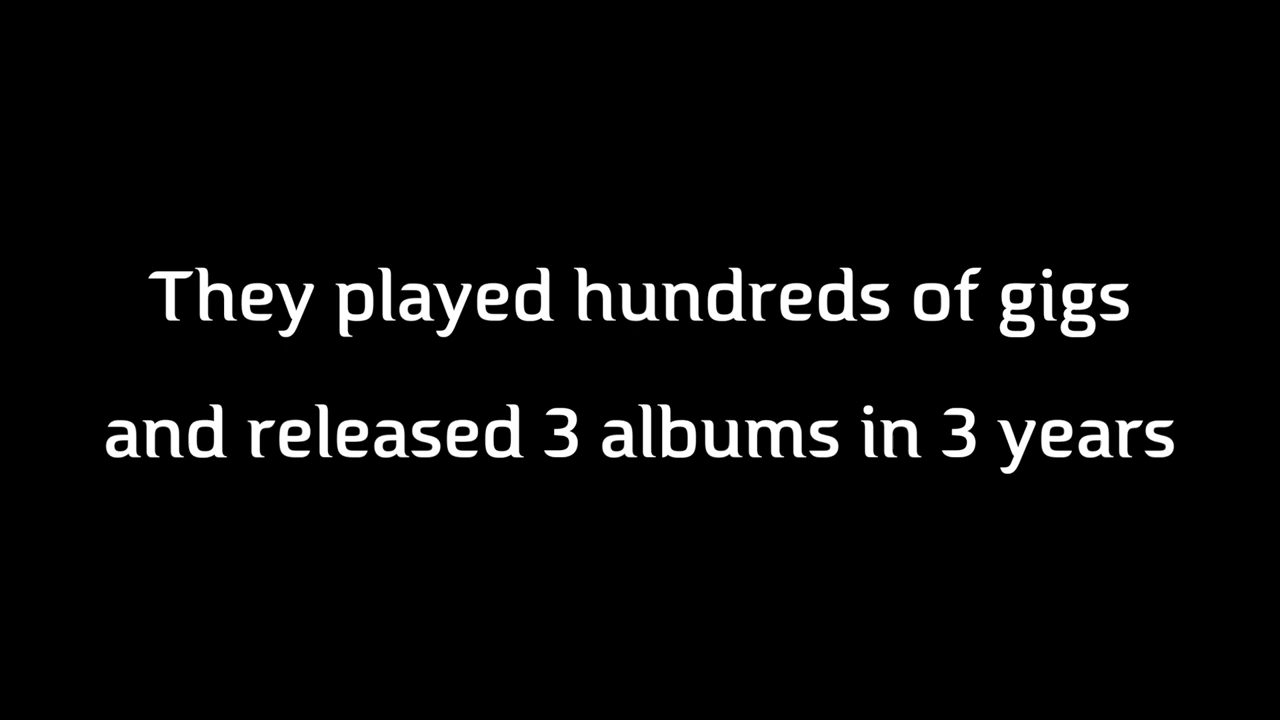 They played hundreds of gigs
and released 3 albums in 3 years